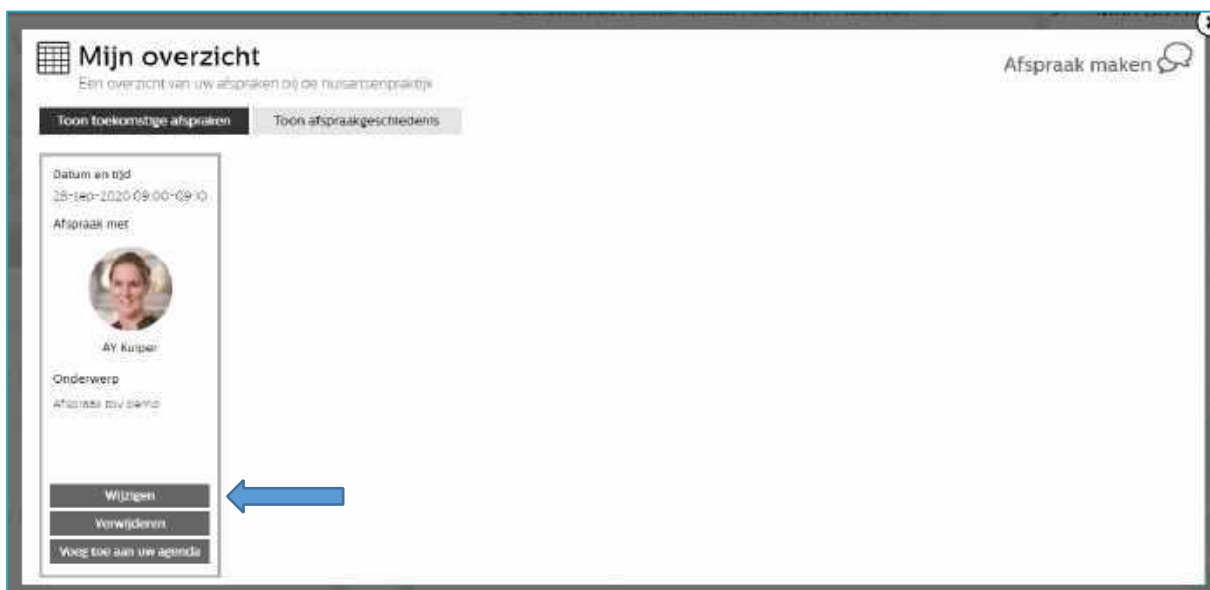 Mijn overzicht
Een overzicht van uw afspraken bij de huisartsenpraktijk
Afspraak maken
Toon toekomstige afspraken
Toon afspraakgeschiedenis
Datum en tijd
28-sep-2020 09:00-09:10
Afspraak met
AY Kuiper
Onderwerp
Afspraak tbv demo
Wijzigen
Verwijderen
Voeg toe aan uw agenda